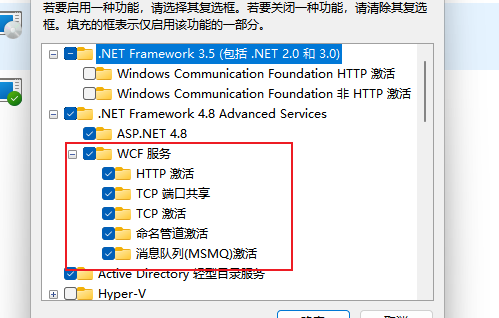 若要启用一种功能，请选择其复选框。若要关闭一种功能，请清除其复选
框。填充的框表示仅启用该功能的一部分。
.NET Framework 3.5 (包括 .NET 2.0 和 3.0)
Windows Communication Foundation HTTP 激活
Windows Communication Foundation 非 HTTP 激活
.NET Framework 4.8 Advanced Services
ASP.NET 4.8
WCF 服务
HTTP 激活
TCP 端口共享
TCP 激活
命名管道激活
消息队列(MSMQ)激活
Active Directory 轻型目录服务
Hyper-V